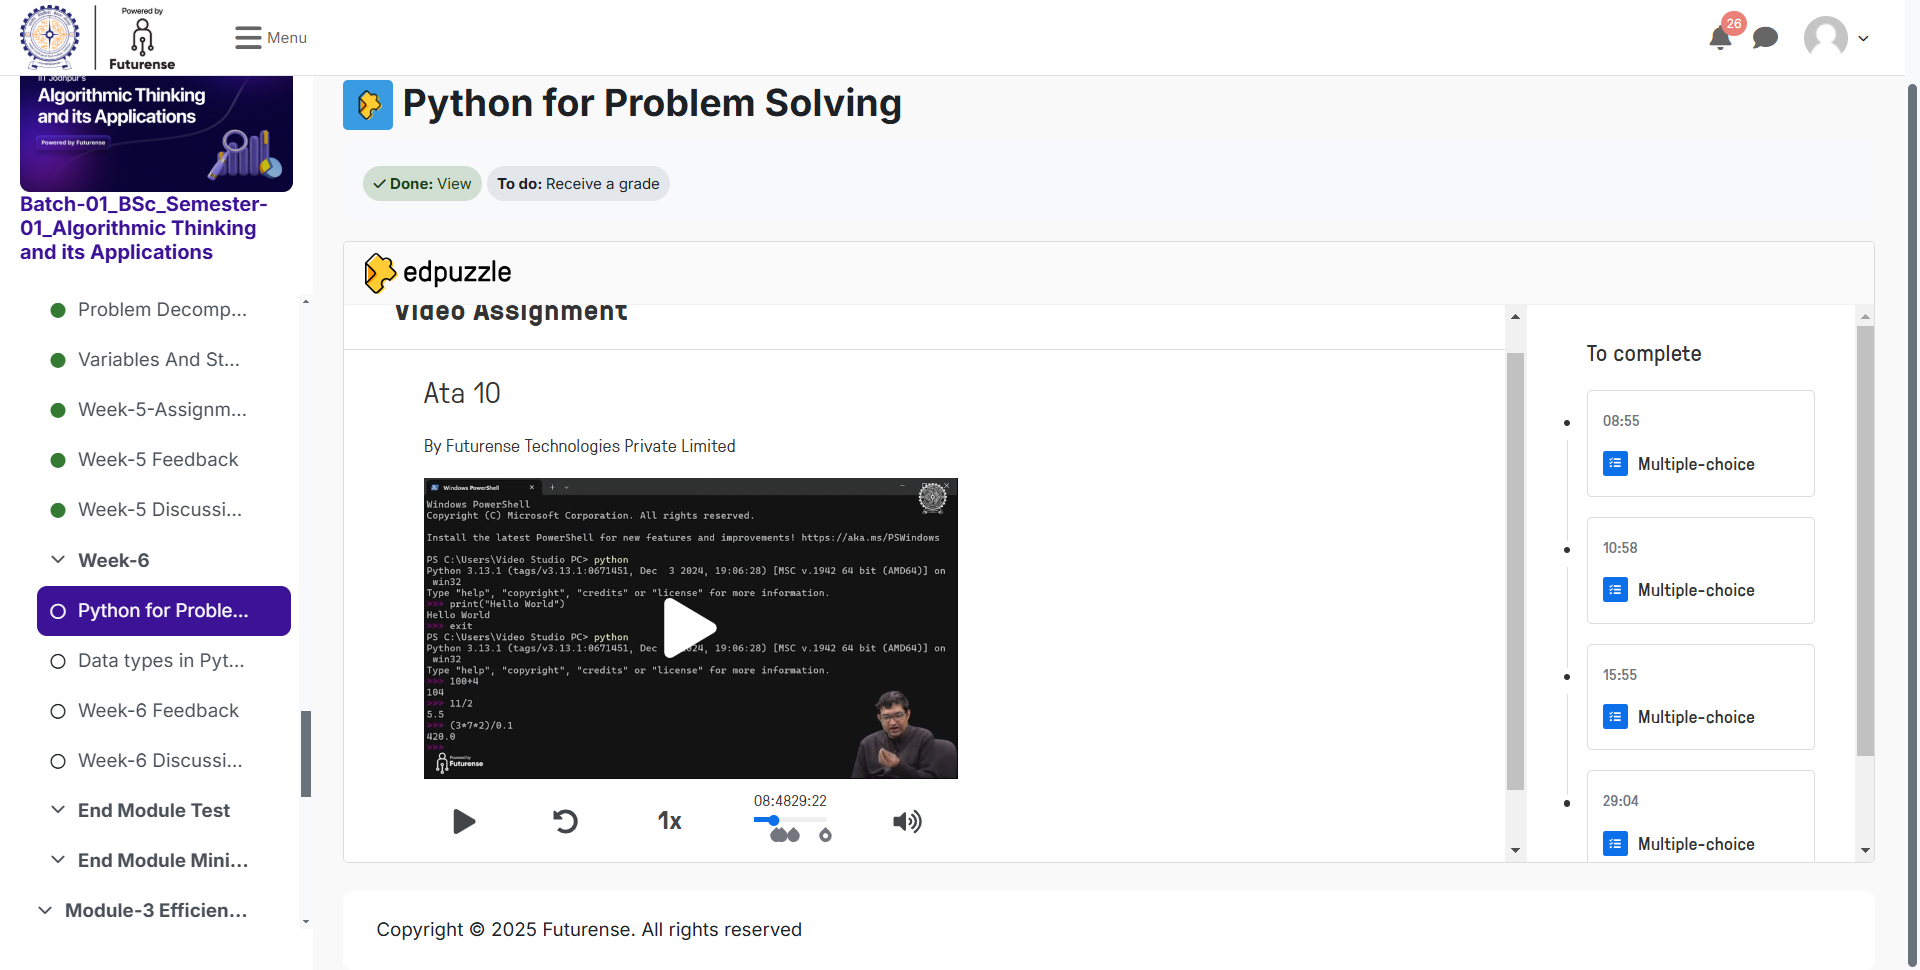 Powered by
Futurense
Menu
26
IIT Jodhpur's
Algorithmic Thinking
and its Applications
Powered by Futurense
Batch-01_BSc_Semester-
01_Algorithmic Thinking
and its Applications
Problem Decomp...
Variables And St...
Week-5-Assignm...
Week-5 Feedback
Week-5 Discussi...
Week-6
Python for Proble...
Data types in Pyt...
Week-6 Feedback
Week-6 Discussi...
End Module Test
End Module Mini...
Module-3 Efficien...
Python for Problem Solving
Done: View
To do: Receive a grade
edpuzzle
Video Assignment
Ata 10
By Futurense Technologies Private Limited
Windows PowerShell
Windows PowerShell
Copyright (C) Microsoft Corporation. All rights reserved.
Install the latest PowerShell for new features and improvements! https://aka.ms/PSWindows
PS C:\Users\Video Studio PC> python
Python 3.13.1 (tags/v3.13.1:0671451, Dec  3 2024, 19:06:28) [MSC v.1942 64 bit (AMD64)] on
win32
Type "help", "copyright", "credits" or "license" for more information.
>>> print("Hello World")
Hello World
>>> exit
PS C:\Users\Video Studio PC> python
Python 3.13.1 (tags/v3.13.1:0671451, Dec 024, 19:06:28) [MSC v.1942 64 bit (AMD64)] on
win32
Type "help", "copyright", "credits" or "license" for more information.
>>> 100+4
104
>>> 11/2
5.5
>>> (3*7*2)/0.1
420.0
>>>
Powered by
Futurense
1x
08:4829:22
To complete
08:55
Multiple-choice
10:58
Multiple-choice
15:55
Multiple-choice
29:04
Multiple-choice
Copyright © 2025 Futurense. All rights reserved